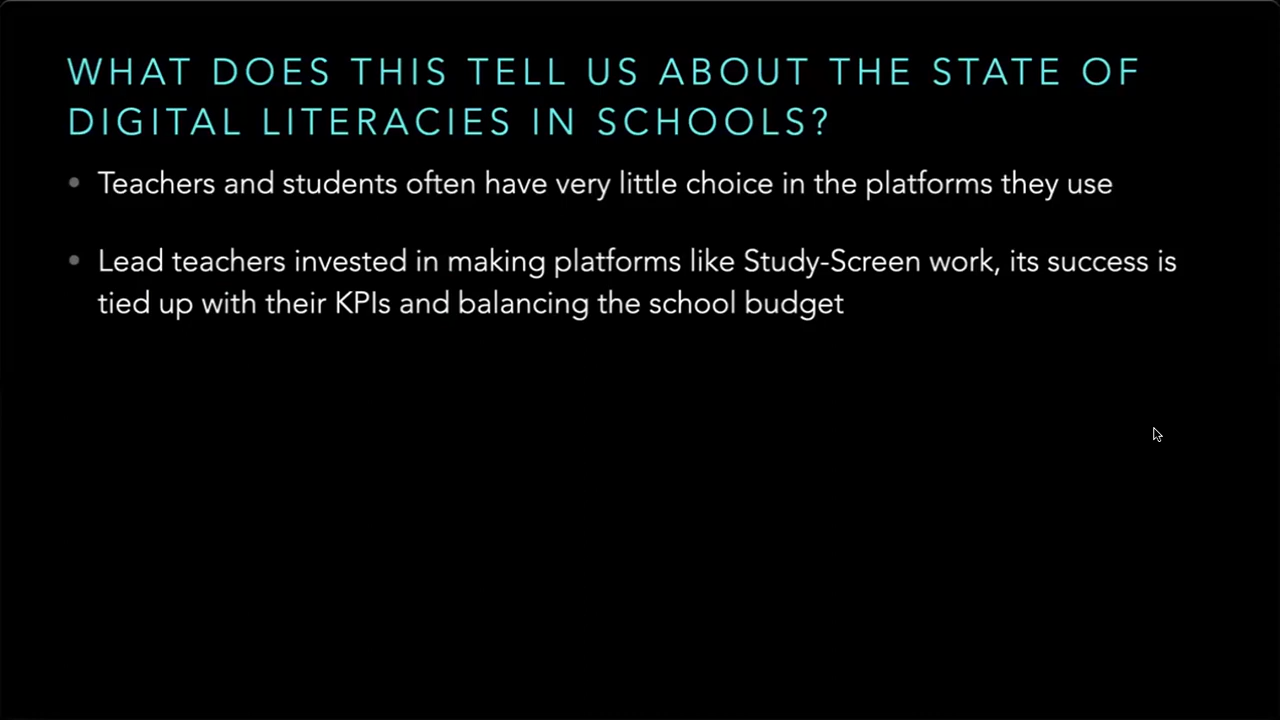 WHAT DOES THIS TELL US ABOUT THE STATE OF
DIGITAL LITERACIES IN SCHOOLS?
• Teachers and students often have very little choice in the platforms they use
• Lead teachers invested in making platforms like Study-Screen work, its success is
tied up with their KPIs and balancing the school budget